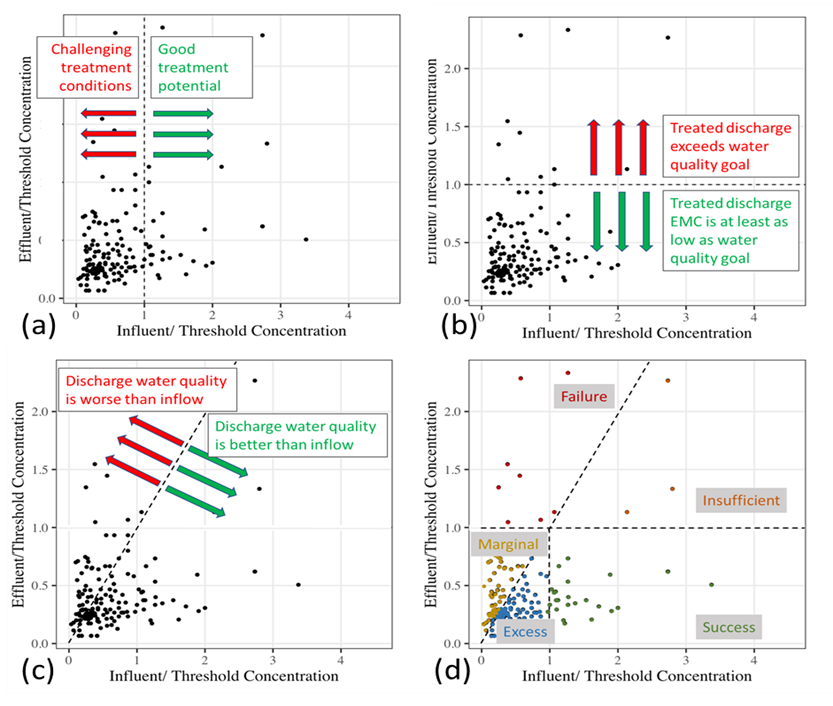 Challenging
treatment
conditions
Good
treatment
potential
Effluent/Threshold Concentration
0.0
0 1 2 3 4
Influent/ Threshold Concentration
(a)
2.0
1.5
1.0
0.5
0.0
Treated discharge
exceeds water
quality goal
Treated discharge
EMC is at least as
low as water
quality goal
Concentration
0 1 2 3 4
Influent/ Threshold Concentration
(b)
Discharge water quality
is worse than inflow
Discharge water quality
is better than inflow
Effluent/Threshold Concentration
2.0
1.5
1.0
0.5
0.0
0 1 2 3 4
Influent/ Threshold Concentration
(c)
Effluent/Threshold Concentration
2.0
1.5
1.0
0.5
0.0
Failure
Insufficient
Marginal
Excess
Success
0 1 2 3 4
Influent/ Threshold Concentration
(d)